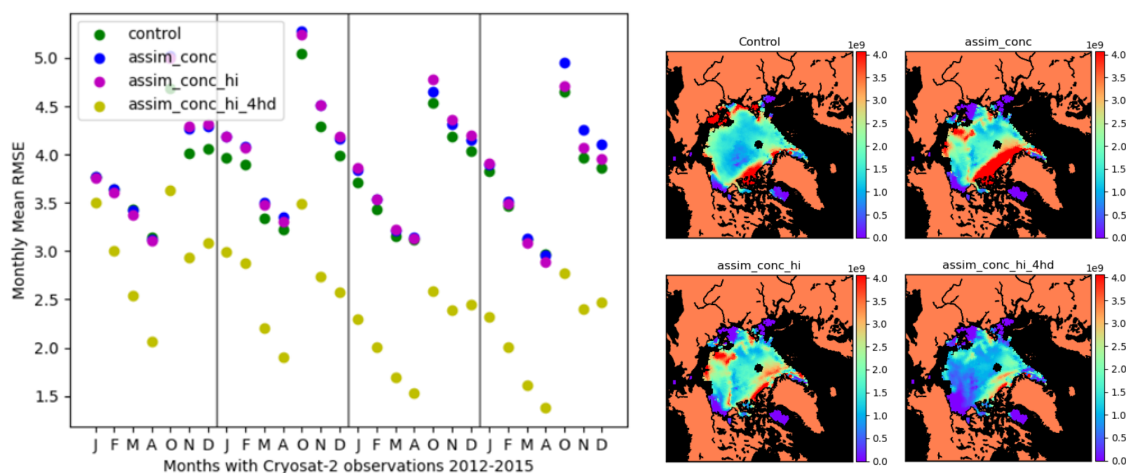 control
assim_conc
assim_conc_hi
assim_conc_hi_4hd
Monthly Mean RMSE
5.0
4.5
4.0
3.5
3.0
2.5
2.0
1.5
J F M A O N D J F M A O N D J F M A O N D J F M A O N D
Months with Cryosat-2 observations 2012-2015
Control
1e9
4.0
3.5
3.0
2.5
2.0
1.5
1.0
0.5
0.0
assim_conc
1e9
4.0
3.5
3.0
2.5
2.0
1.5
1.0
0.5
0.0
assim_conc_hi
1e9
4.0
3.5
3.0
2.5
2.0
1.5
1.0
0.5
0.0
assim_conc_hi_4hd
1e9
4.0
3.5
3.0
2.5
2.0
1.5
1.0
0.5
0.0